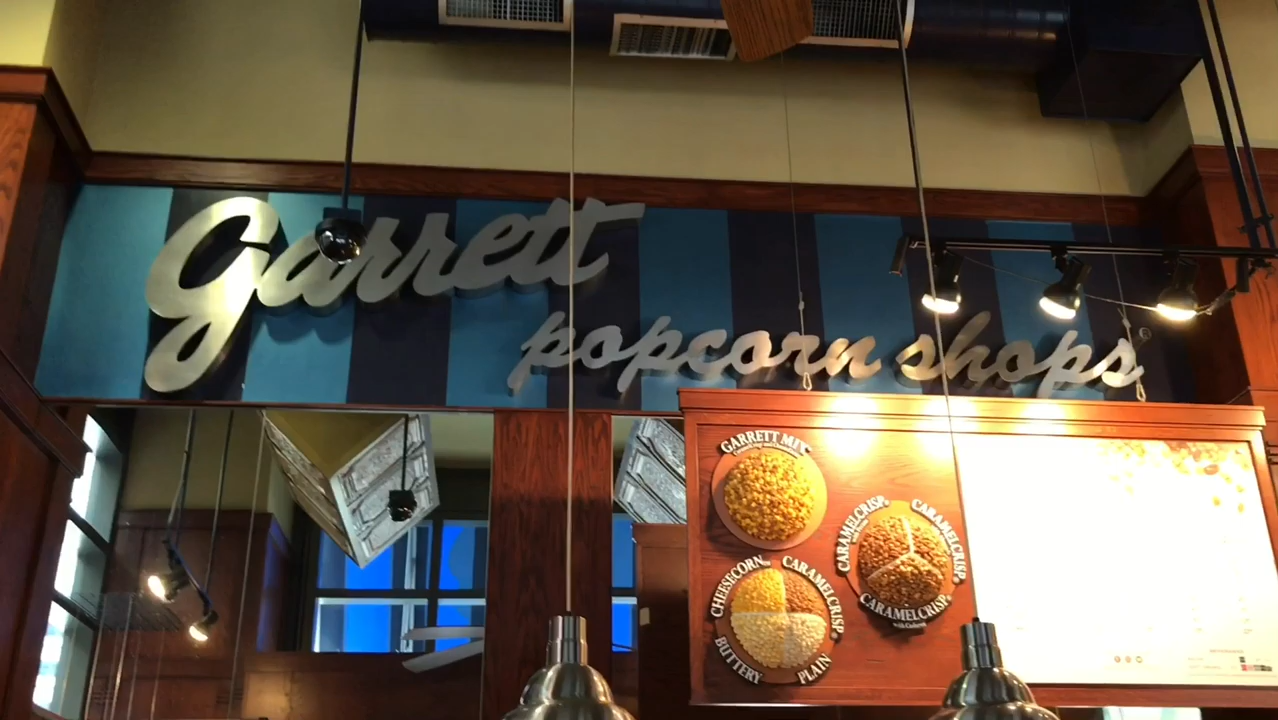 Garrett
popcorn shops
GARRETT MIX
CARAMELCRISP
CARAMELCRISP
CARAMELCRISP
CHEESECORN
CARAMELCRISP
BUTTERY
PLAIN